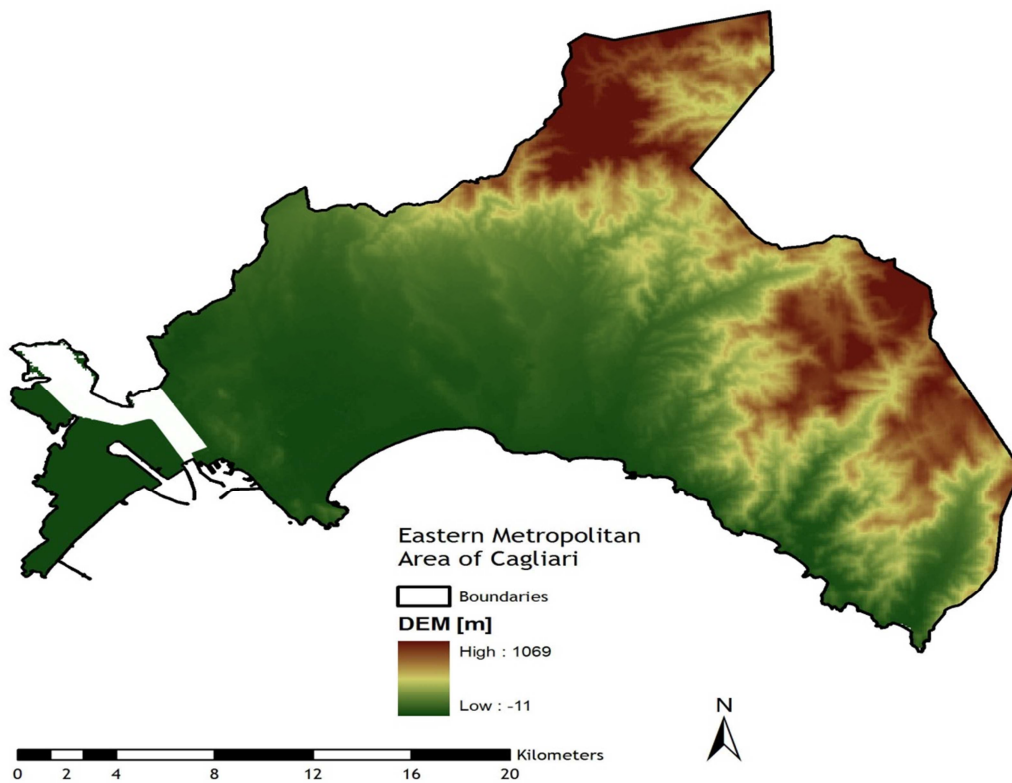 Eastern Metropolitan
Area of Cagliari
Boundaries
DEM [m]
High : 1069
Low : -11
N
Kilometers
0 2 4 8 12 16 20